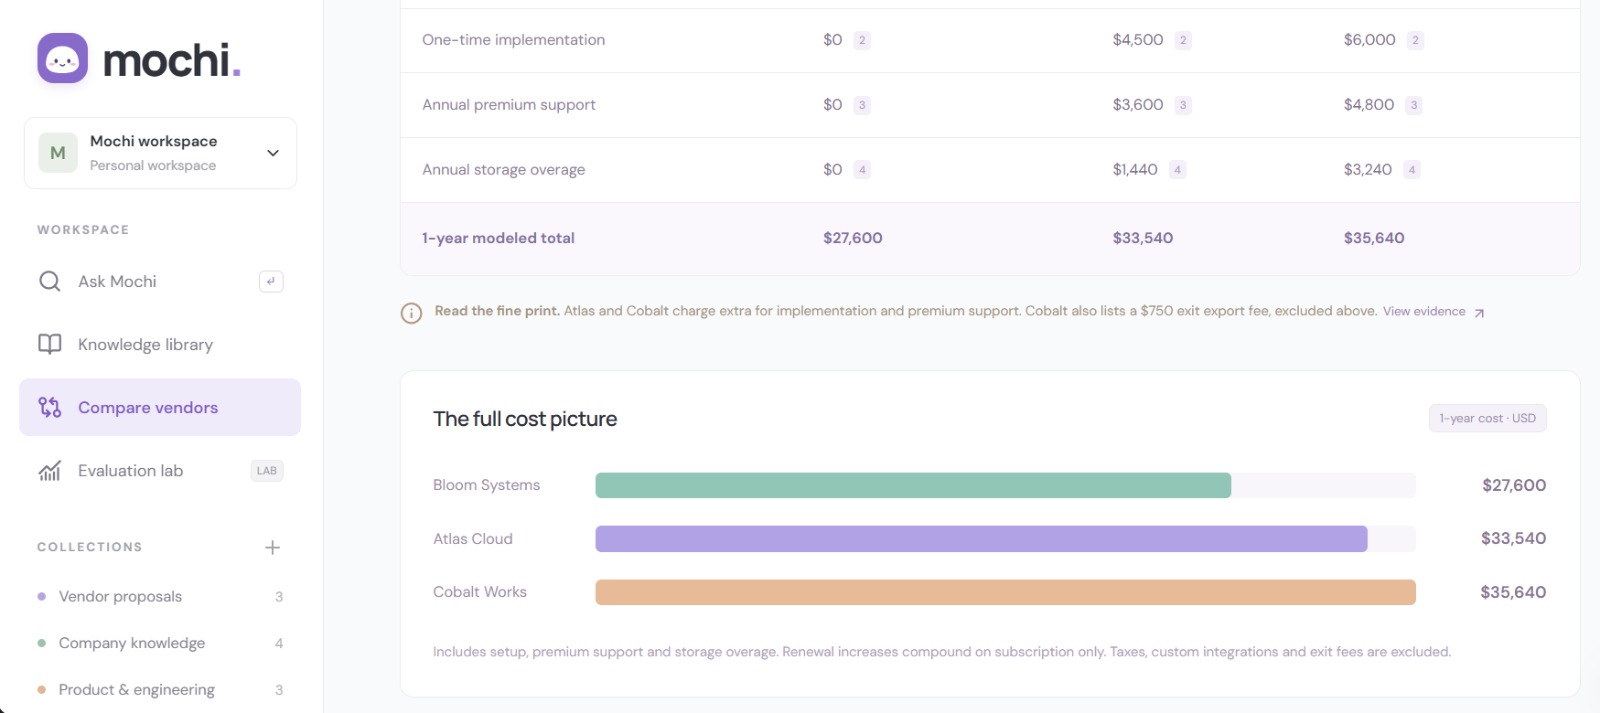 mochi.
M
Mochi workspace
Personal workspace
WORKSPACE
Ask Mochi ↵
Knowledge library
Compare vendors
Evaluation lab LAB
COLLECTIONS +
Vendor proposals 3
Company knowledge 4
Product & engineering 3
One-time implementation $0 2 $4,500 2 $6,000 2
Annual premium support $0 3 $3,600 3 $4,800 3
Annual storage overage $0 4 $1,440 4 $3,240 4
1-year modeled total $27,600 $33,540 $35,640
Read the fine print. Atlas and Cobalt charge extra for implementation and premium support. Cobalt also lists a $750 exit export fee, excluded above. View evidence ↗
The full cost picture 1-year cost · USD
Bloom Systems $27,600
Atlas Cloud $33,540
Cobalt Works $35,640
Includes setup, premium support and storage overage. Renewal increases compound on subscription only. Taxes, custom integrations and exit fees are excluded.